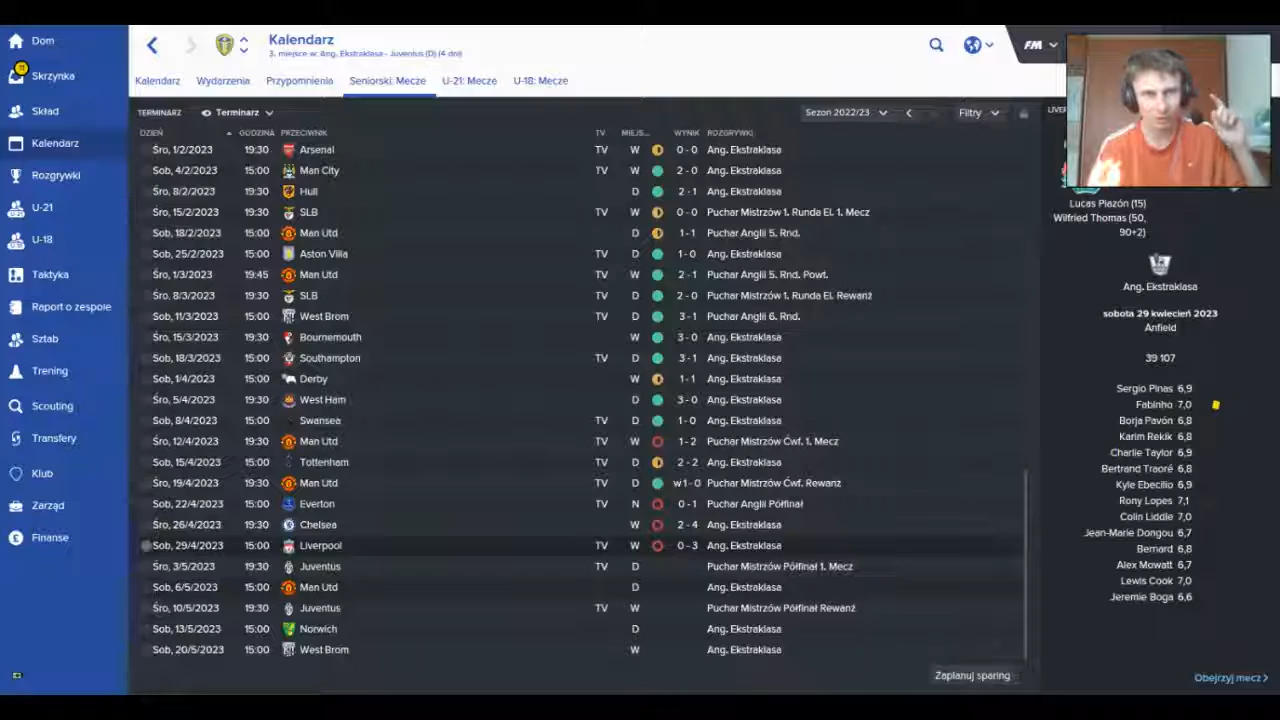 Dom
Skrzynka
Skład
Kalendarz
Rozgrywki
U-21
U-18
Taktyka
Raport o zespole
Sztab
Trening
Scouting
Transfery
Klub
Zarząd
Finanse
Kalendarz
3. miejsce w: Ang. Ekstraklasa - Juventus (D) (4 dni)
FM
Kalendarz Wydarzenia Przypomnienia Seniorski: Mecze U-21: Mecze U-18: Mecze
TERMINARZ Terminarz Sezon 2022/23 Filtry
DZIEŃ GODZINA PRZECIWNIK TV MIEJS... WYNIK ROZGRYWKI
Śro, 1/2/2023 19:30 Arsenal TV W 0 - 0 Ang. Ekstraklasa
Sob, 4/2/2023 15:00 Man City TV W 2 - 0 Ang. Ekstraklasa
Śro, 8/2/2023 19:30 Hull D 2 - 1 Ang. Ekstraklasa
Śro, 15/2/2023 19:30 SLB TV W 0 - 0 Puchar Mistrzów 1. Runda El. 1. Mecz
Sob, 18/2/2023 15:00 Man Utd D 1 - 1 Puchar Anglii 5. Rnd.
Sob, 25/2/2023 15:00 Aston Villa TV D 1 - 0 Ang. Ekstraklasa
Śro, 1/3/2023 19:45 Man Utd TV W 2 - 1 Puchar Anglii 5. Rnd. Powt.
Śro, 8/3/2023 19:30 SLB TV D 2 - 0 Puchar Mistrzów 1. Runda El. Rewanż
Sob, 11/3/2023 15:00 West Brom TV D 3 - 1 Puchar Anglii 6. Rnd.
Śro, 15/3/2023 19:30 Bournemouth W 3 - 0 Ang. Ekstraklasa
Sob, 18/3/2023 15:00 Southampton TV D 3 - 1 Ang. Ekstraklasa
Sob, 1/4/2023 15:00 Derby W 1 - 1 Ang. Ekstraklasa
Śro, 5/4/2023 19:30 West Ham D 3 - 0 Ang. Ekstraklasa
Sob, 8/4/2023 15:00 Swansea TV D 1 - 0 Ang. Ekstraklasa
Śro, 12/4/2023 19:30 Man Utd TV W 1 - 2 Puchar Mistrzów Ćwf. 1. Mecz
Sob, 15/4/2023 15:00 Tottenham TV D 2 - 2 Ang. Ekstraklasa
Śro, 19/4/2023 19:30 Man Utd TV D w 1 - 0 Puchar Mistrzów Ćwf. Rewanż
Sob, 22/4/2023 15:00 Everton TV N 0 - 1 Puchar Anglii Półfinał
Śro, 26/4/2023 19:30 Chelsea W 2 - 4 Ang. Ekstraklasa
Sob, 29/4/2023 15:00 Liverpool TV W 0 - 3 Ang. Ekstraklasa
Śro, 3/5/2023 19:30 Juventus TV D Puchar Mistrzów Półfinał 1. Mecz
Sob, 6/5/2023 15:00 Man Utd D Ang. Ekstraklasa
Śro, 10/5/2023 19:30 Juventus TV W Puchar Mistrzów Półfinał Rewanż
Sob, 13/5/2023 15:00 Norwich D Ang. Ekstraklasa
Sob, 20/5/2023 15:00 West Brom W Ang. Ekstraklasa
Zaplanuj sparing
Lucas Piazón (15)
Wilfried Thomas (50,
90+2)
Ang. Ekstraklasa
sobota 29 kwiecień 2023
Anfield
39 107
Sergio Pinas 6,9
Fabinho 7,0
Borja Pavón 6,8
Karim Rekik 6,8
Charlie Taylor 6,9
Bertrand Traoré 6,8
Kyle Ebecilio 6,9
Rony Lopes 7,1
Colin Liddle 7,0
Jean-Marie Dongou 6,7
Bernard 6,8
Alex Mowatt 6,7
Lewis Cook 7,0
Jeremie Boga 6,6
Obejrzyj mecz